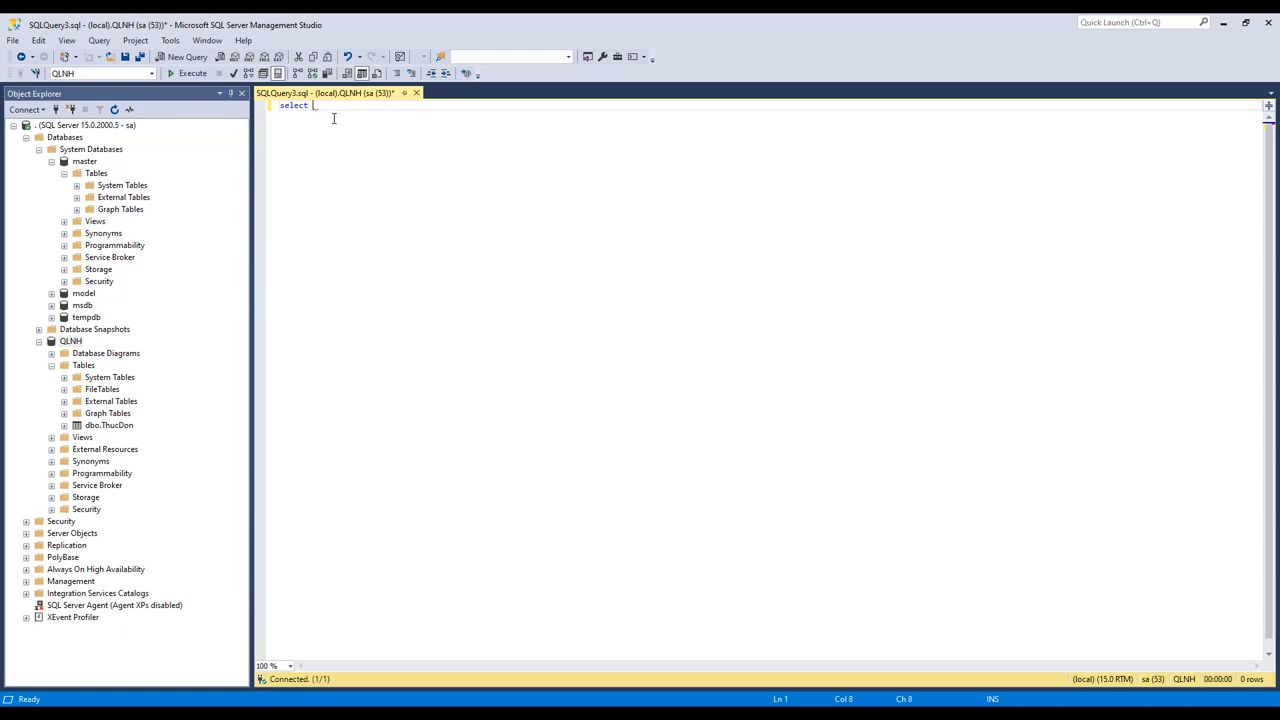 SQLQuery3.sql - (local).QLNH (sa (53))* - Microsoft SQL Server Management Studio
Quick Launch (Ctrl+Q)
File Edit View Query Project Tools Window Help
New Query
QLNH Execute
Object Explorer
SQLQuery3.sql - (local).QLNH (sa (53))*
Connect
select
. (SQL Server 15.0.2000.5 - sa)
Databases
System Databases
master
Tables
System Tables
External Tables
Graph Tables
Views
Synonyms
Programmability
Service Broker
Storage
Security
model
msdb
tempdb
Database Snapshots
QLNH
Database Diagrams
Tables
System Tables
FileTables
External Tables
Graph Tables
dbo.ThucDon
Views
External Resources
Synonyms
Programmability
Service Broker
Storage
Security
Security
Server Objects
Replication
PolyBase
Always On High Availability
Management
Integration Services Catalogs
SQL Server Agent (Agent XPs disabled)
XEvent Profiler
100 %
Connected. (1/1)
(local) (15.0 RTM) sa (53) QLNH 00:00:00 0 rows
Ready
Ln 1 Col 8 Ch 8 INS